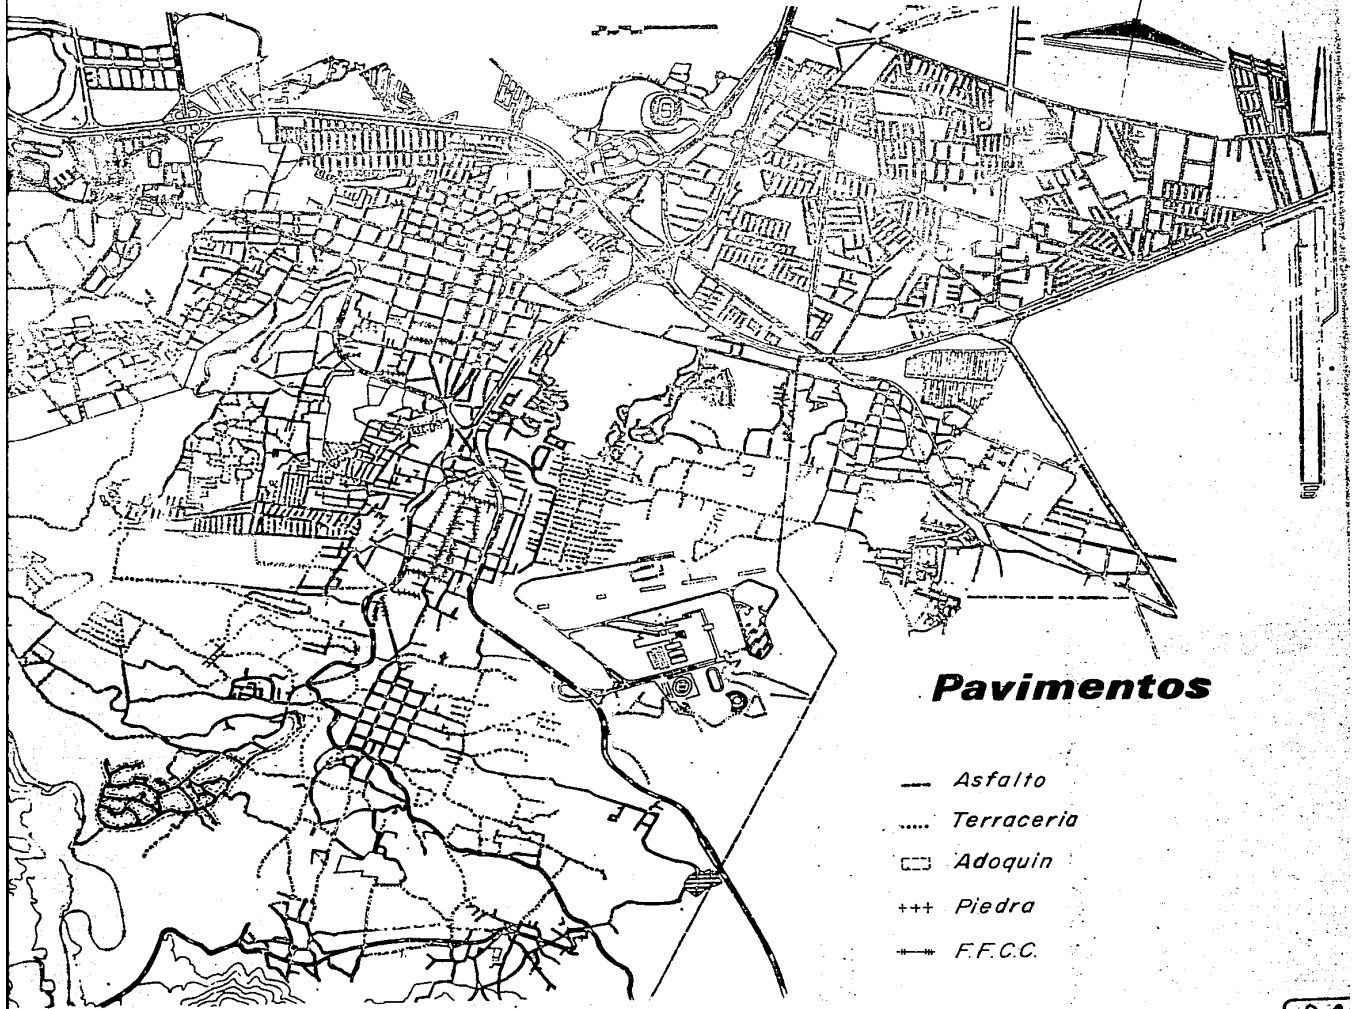 Pavimentos
Asfalto
Terraceria
Adoquin
Piedra
F.F.C.C.